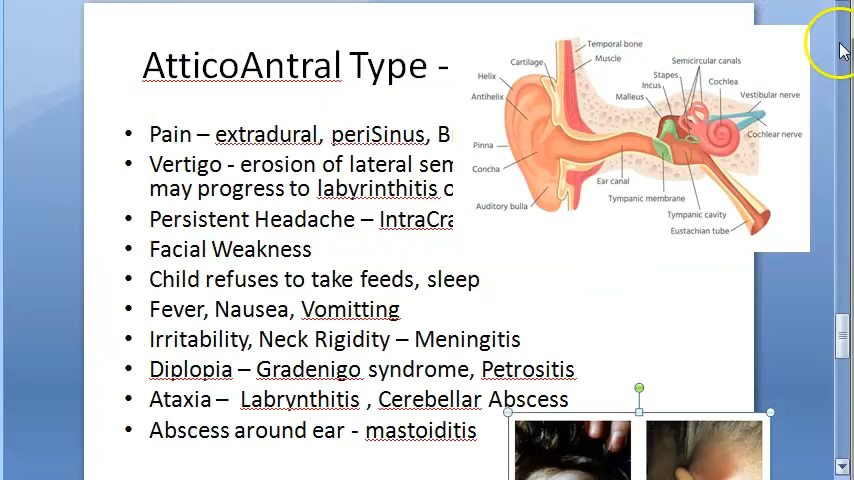 AtticoAntral Type -
• Pain – extradural, periSinus,
• Vertigo - erosion of lateral
may progress to labyrinthitis
• Persistent Headache –
• Facial Weakness
• Child refuses to take feeds, sleep
• Fever, Nausea, Vomitting
• Irritability, Neck Rigidity – Meningitis
• Diplopia – Gradenigo syndrome, Petrositis
• Ataxia – Labrynthitis , Cerebellar Abscess
• Abscess around ear - mastoiditis
Temporal bone
Muscle
Cartilage
Semicircular canals
Helix
Stapes
Cochlea
Incus
Antihelix
Malleus
Vestibular nerve
Cochlear nerve
Pinna
Concha
Ear canal
Tympanic membrane
Auditory bulla
Tympanic cavity
Eustachian tube